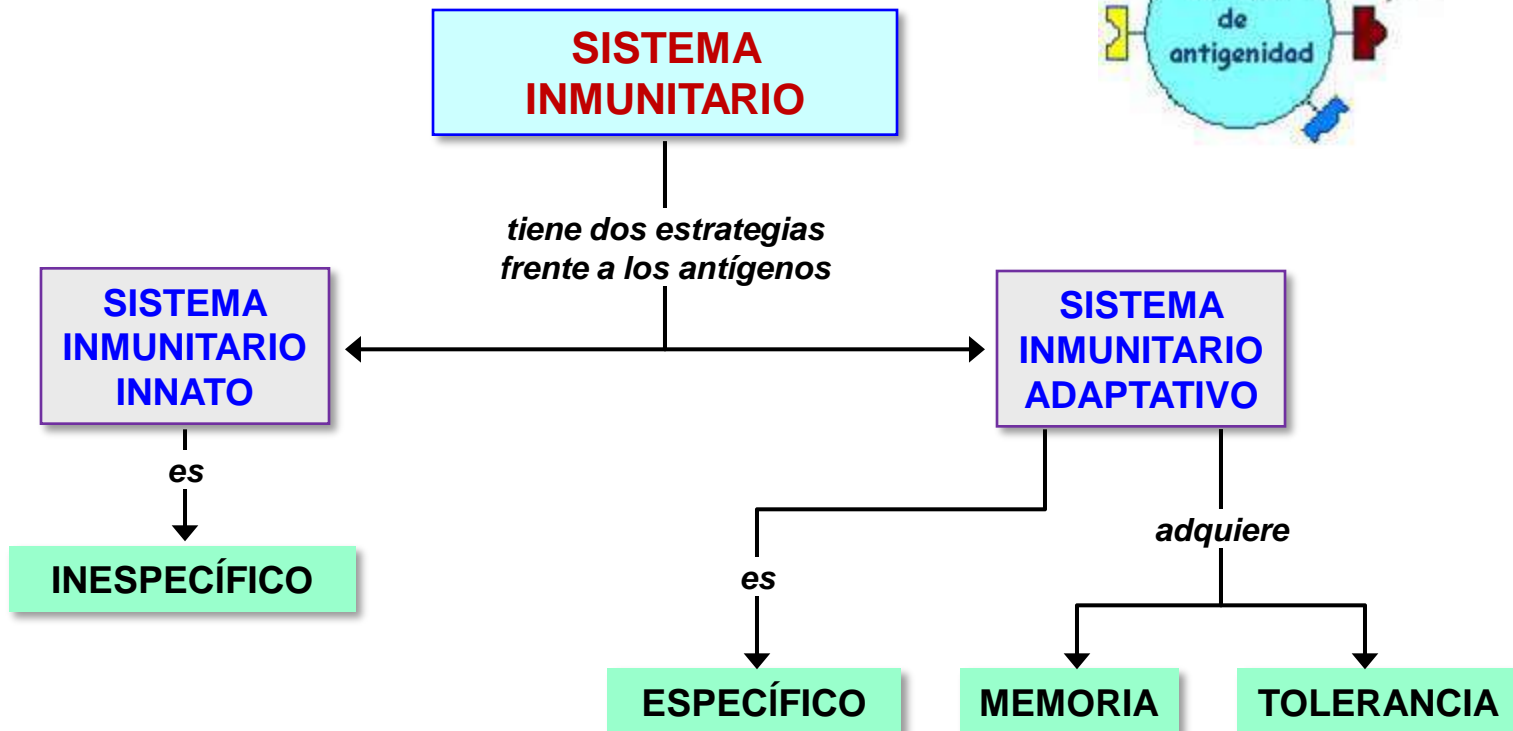 de
antigenidad
SISTEMA
INMUNITARIO
tiene dos estrategias
frente a los antígenos
SISTEMA
INMUNITARIO
INNATO
SISTEMA
INMUNITARIO
ADAPTATIVO
es
INESPECÍFICO
adquiere
es
ESPECÍFICO
MEMORIA
TOLERANCIA